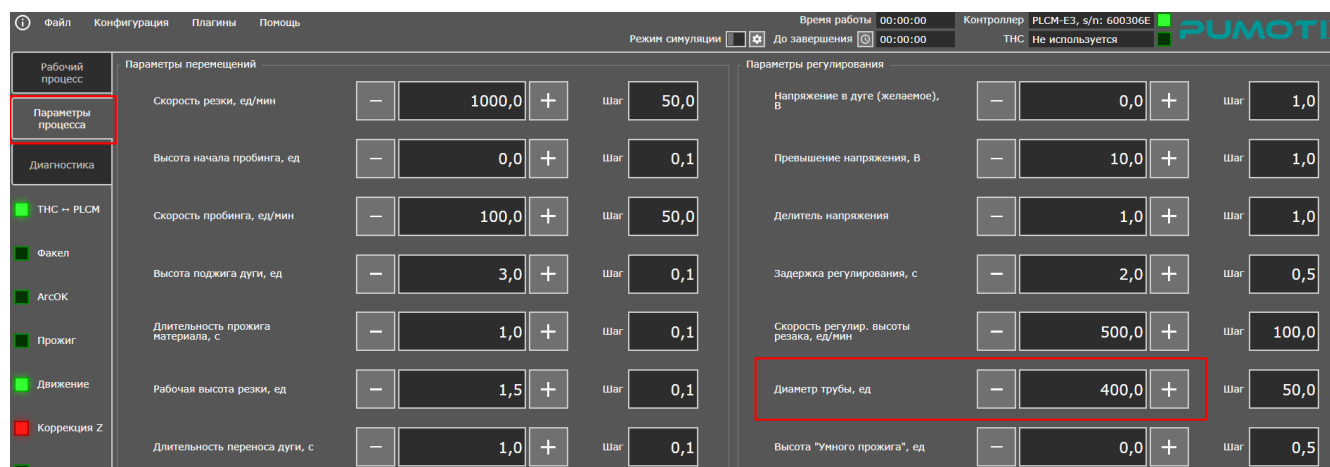 Файл Конфигурация Плагины Помощь
Время работы 00:00:00 Контроллер PLCM-E3, s/n: 600306E
Режим симуляции До завершения 00:00:00 THC Не используется
PUMOTI
Рабочий
процесс
Параметры
процесса
Диагностика
THC ↔ PLCM
Факел
ArcOK
Прожиг
Движение
Коррекция Z
Параметры перемещений
Скорость резки, ед/мин − 1000,0 + Шаг 50,0
Высота начала пробинга, ед − 0,0 + Шаг 0,1
Скорость пробинга, ед/мин − 100,0 + Шаг 50,0
Высота поджига дуги, ед − 3,0 + Шаг 0,1
Длительность прожига
материала, с − 1,0 + Шаг 0,1
Рабочая высота резки, ед − 1,5 + Шаг 0,1
Длительность переноса дуги, с − 1,0 + Шаг 0,1
Параметры регулирования
Напряжение в дуге (желаемое),
В − 0,0 + Шаг 1,0
Превышение напряжения, В − 10,0 + Шаг 1,0
Делитель напряжения − 1,0 + Шаг 1,0
Задержка регулирования, с − 2,0 + Шаг 0,5
Скорость регулир. высоты
резака, ед/мин − 500,0 + Шаг 100,0
Диаметр трубы, ед − 400,0 + Шаг 50,0
Высота "Умного прожига", ед − 0,0 + Шаг 0,5